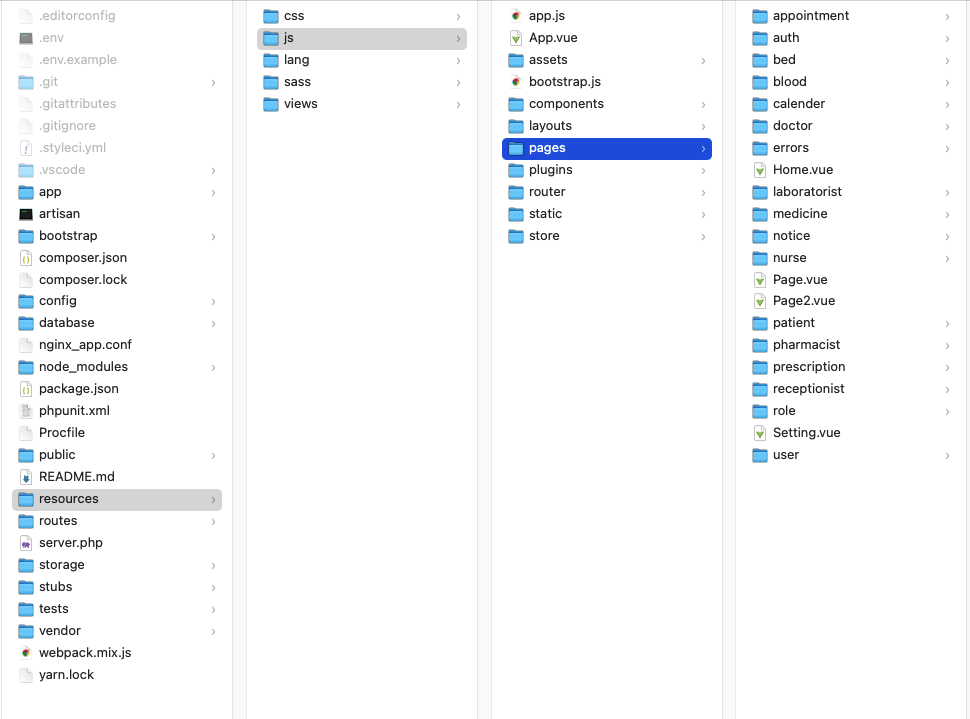 .editorconfig
.env
.env.example
.git
.gitattributes
.gitignore
.styleci.yml
.vscode
app
artisan
bootstrap
composer.json
composer.lock
config
database
nginx_app.conf
node_modules
package.json
phpunit.xml
Procfile
public
README.md
resources
routes
server.php
storage
stubs
tests
vendor
webpack.mix.js
yarn.lock
css
js
lang
sass
views
app.js
App.vue
assets
bootstrap.js
components
layouts
pages
plugins
router
static
store
appointment
auth
bed
blood
calender
doctor
errors
Home.vue
laboratorist
medicine
notice
nurse
Page.vue
Page2.vue
patient
pharmacist
prescription
receptionist
role
Setting.vue
user